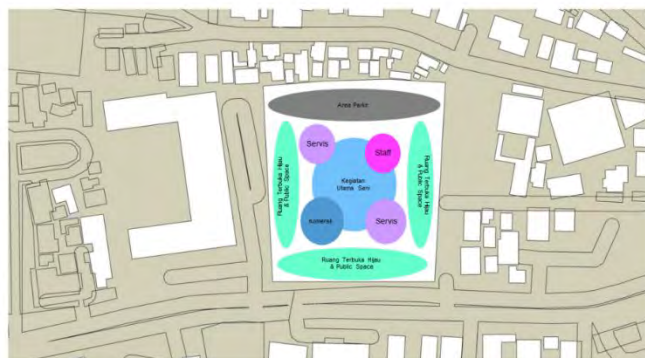 Area Parkir
Servis
Staff
Ruang Terbuka Hijau
& Public Space
Kegiatan
Utama Seni
Ruang Terbuka Hijau
& Public Space
Komersil
Servis
Ruang Terbuka Hijau
& Public Space